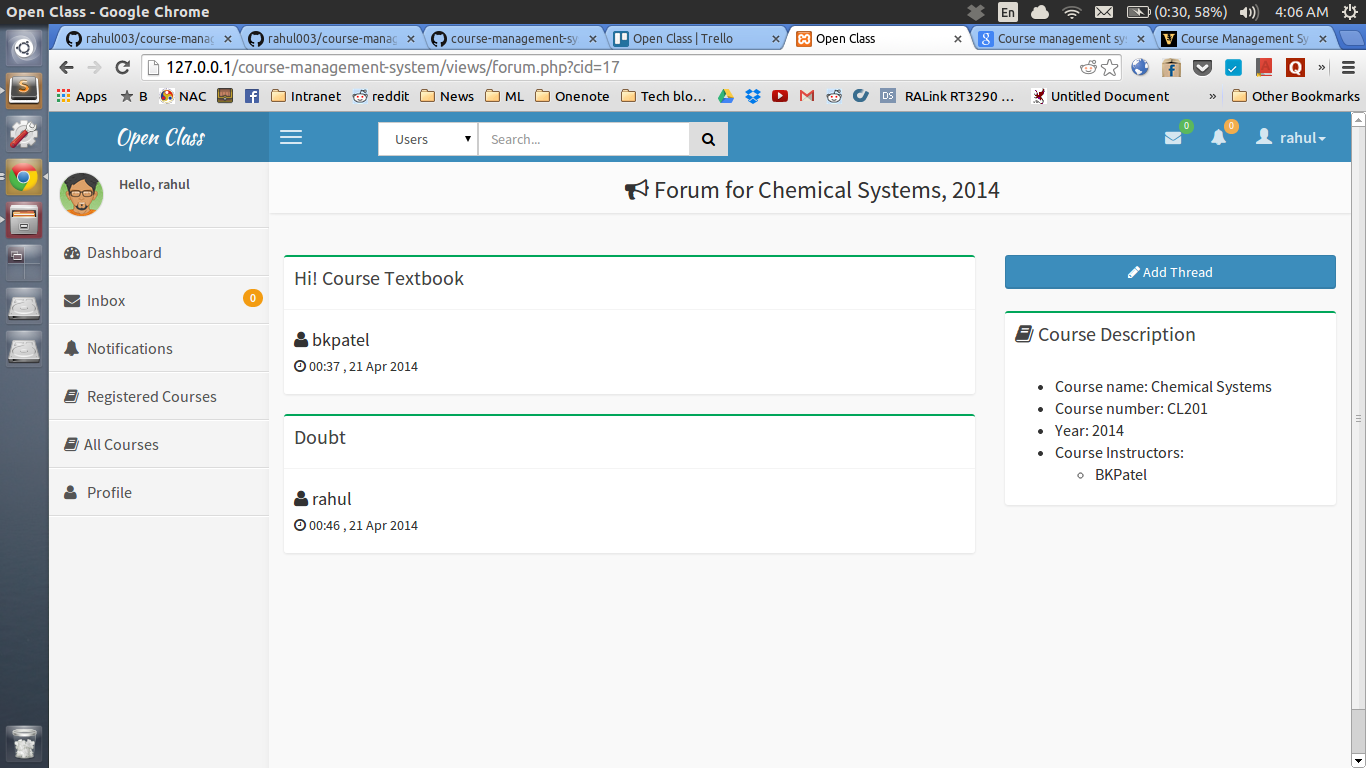 Open Class - Google Chrome
En
(0:30, 58%)
4:06 AM
rahul003/course-manag
rahul003/course-manag
course-management-sy
Open Class | Trello
Open Class
Course management sy
Course Management Sy
127.0.0.1/course-management-system/views/forum.php?cid=17
Apps
B
NAC
Intranet
reddit
News
ML
Onenote
Tech blo...
DS
RALink RT3290 ...
Untitled Document
»
Other Bookmarks
Open Class
Users
Search...
0
0
rahul
Hello, rahul
Forum for Chemical Systems, 2014
Dashboard
Inbox
0
Notifications
Registered Courses
All Courses
Profile
Hi! Course Textbook
bkpatel
00:37 , 21 Apr 2014
Doubt
rahul
00:46 , 21 Apr 2014
Add Thread
Course Description
Course name: Chemical Systems
Course number: CL201
Year: 2014
Course Instructors:
BKPatel